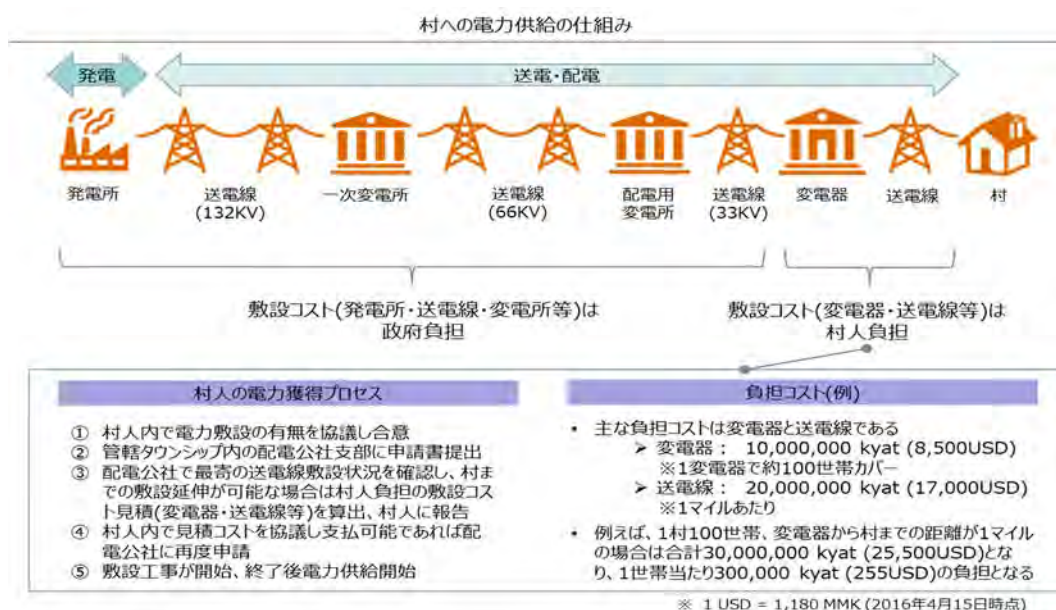 村への電力供給の仕組み
発電
送電・配電
発電所
送電線
(132KV)
一次変電所
送電線
(66KV)
配電用
変電所
送電線
(33KV)
変電器
送電線
村
敷設コスト(発電所・送電線・変電所等)は
政府負担
敷設コスト(変電器・送電線等)は
村人負担
村人の電力獲得プロセス
① 村人内で電力敷設の有無を協議し合意
② 管轄タウンシップ内の配電公社支部に申請書提出
③ 配電公社で最寄の送電線敷設状況を確認し、村ま
での敷設延伸が可能な場合は村人負担の敷設コス
ト見積(変電器・送電線等)を算出、村人に報告
④ 村人内で見積コストを協議し支払可能であれば配
電公社に再度申請
⑤ 敷設工事が開始、終了後電力供給開始
負担コスト(例)
• 主な負担コストは変電器と送電線である
➢ 変電器： 10,000,000 kyat (8,500USD)
※1変電器で約100世帯カバー
➢ 送電線： 20,000,000 kyat (17,000USD)
※1マイルあたり
• 例えば、1村100世帯、変電器から村までの距離が1マイル
の場合は合計30,000,000 kyat (25,500USD)とな
り、1世帯当たり300,000 kyat (255USD)の負担となる
※ 1 USD = 1,180 MMK (2016年4月15日時点)